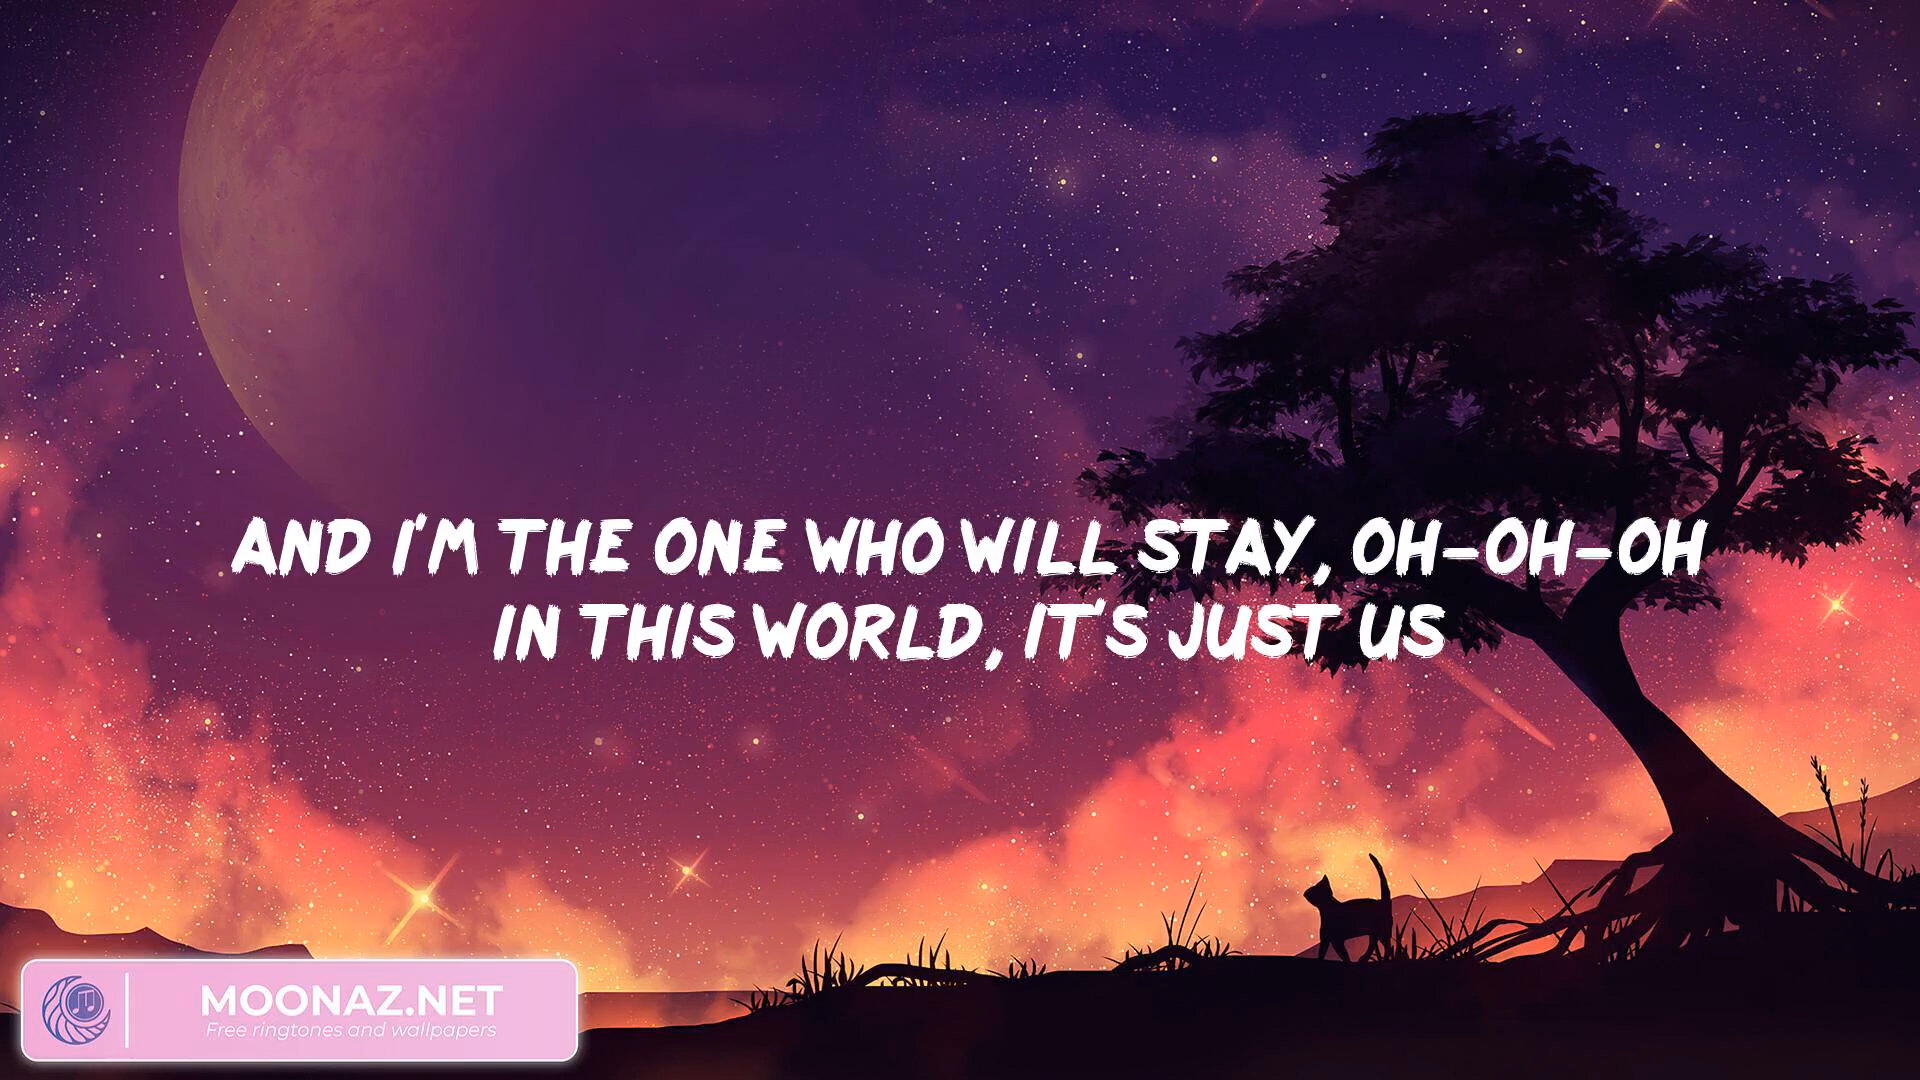 AND I'M THE ONE WHO WILL STAY, OH-OH-OH
IN THIS WORLD, IT'S JUST US
MOONAZ.NET
Free ringtones and wallpapers